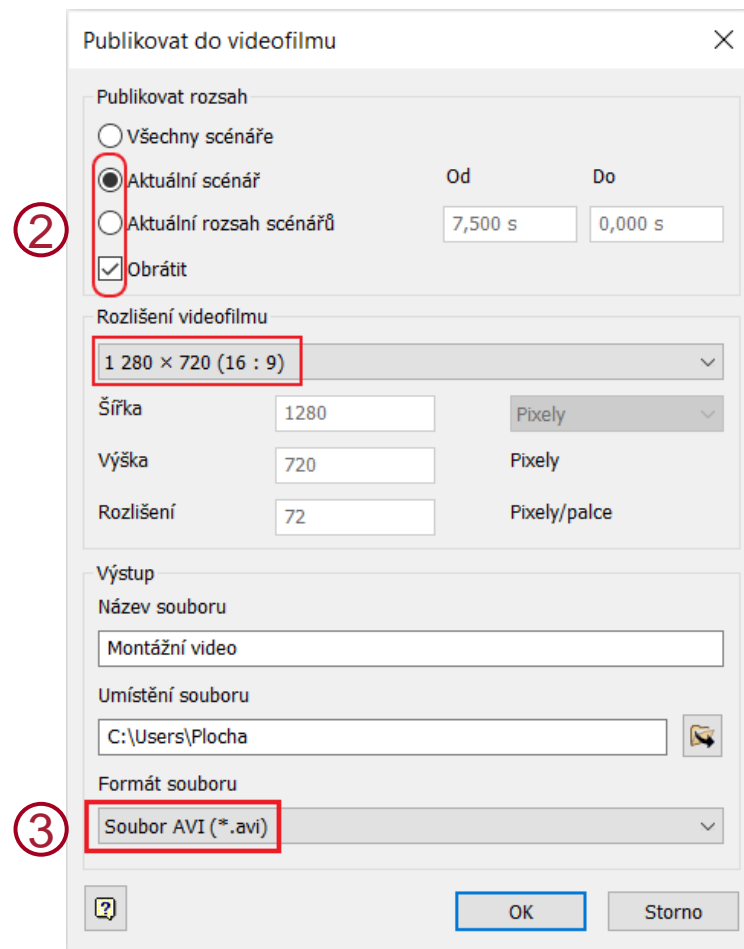 Publikovat do videofilmu
Publikovat rozsah
Všechny scénáře
Aktuální scénář Od Do
2 Aktuální rozsah scénářů 7,500 s 0,000 s
Obrátit
Rozlišení videofilmu
1 280 × 720 (16 : 9)
Šířka 1280 Pixely
Výška 720 Pixely
Rozlišení 72 Pixely/palce
Výstup
Název souboru
Montážní video
Umístění souboru
C:\Users\Plocha
Formát souboru
3 Soubor AVI (*.avi)
? OK Storno